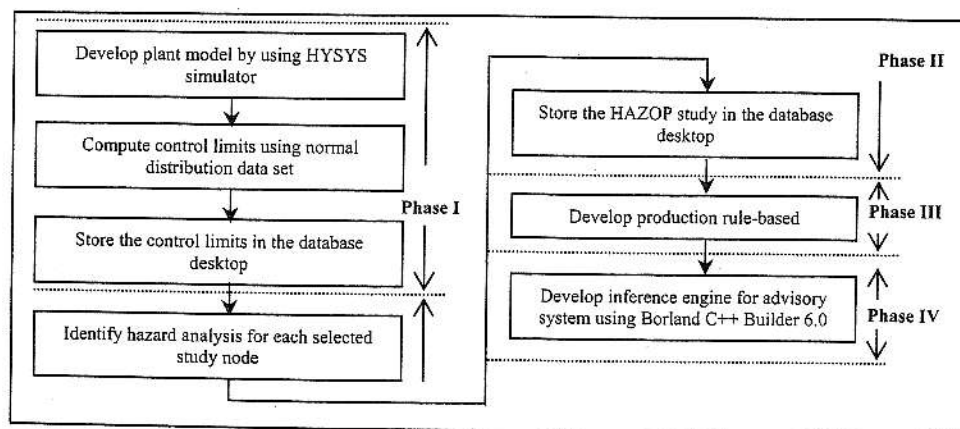 Develop plant model by using HYSYS
simulator
Compute control limits using normal
distribution data set
Phase I
Store the control limits in the database
desktop
Identify hazard analysis for each selected
study node
Phase II
Store the HAZOP study in the database
desktop
Phase III
Develop production rule-based
Develop inference engine for advisory
system using Borland C++ Builder 6.0
Phase IV